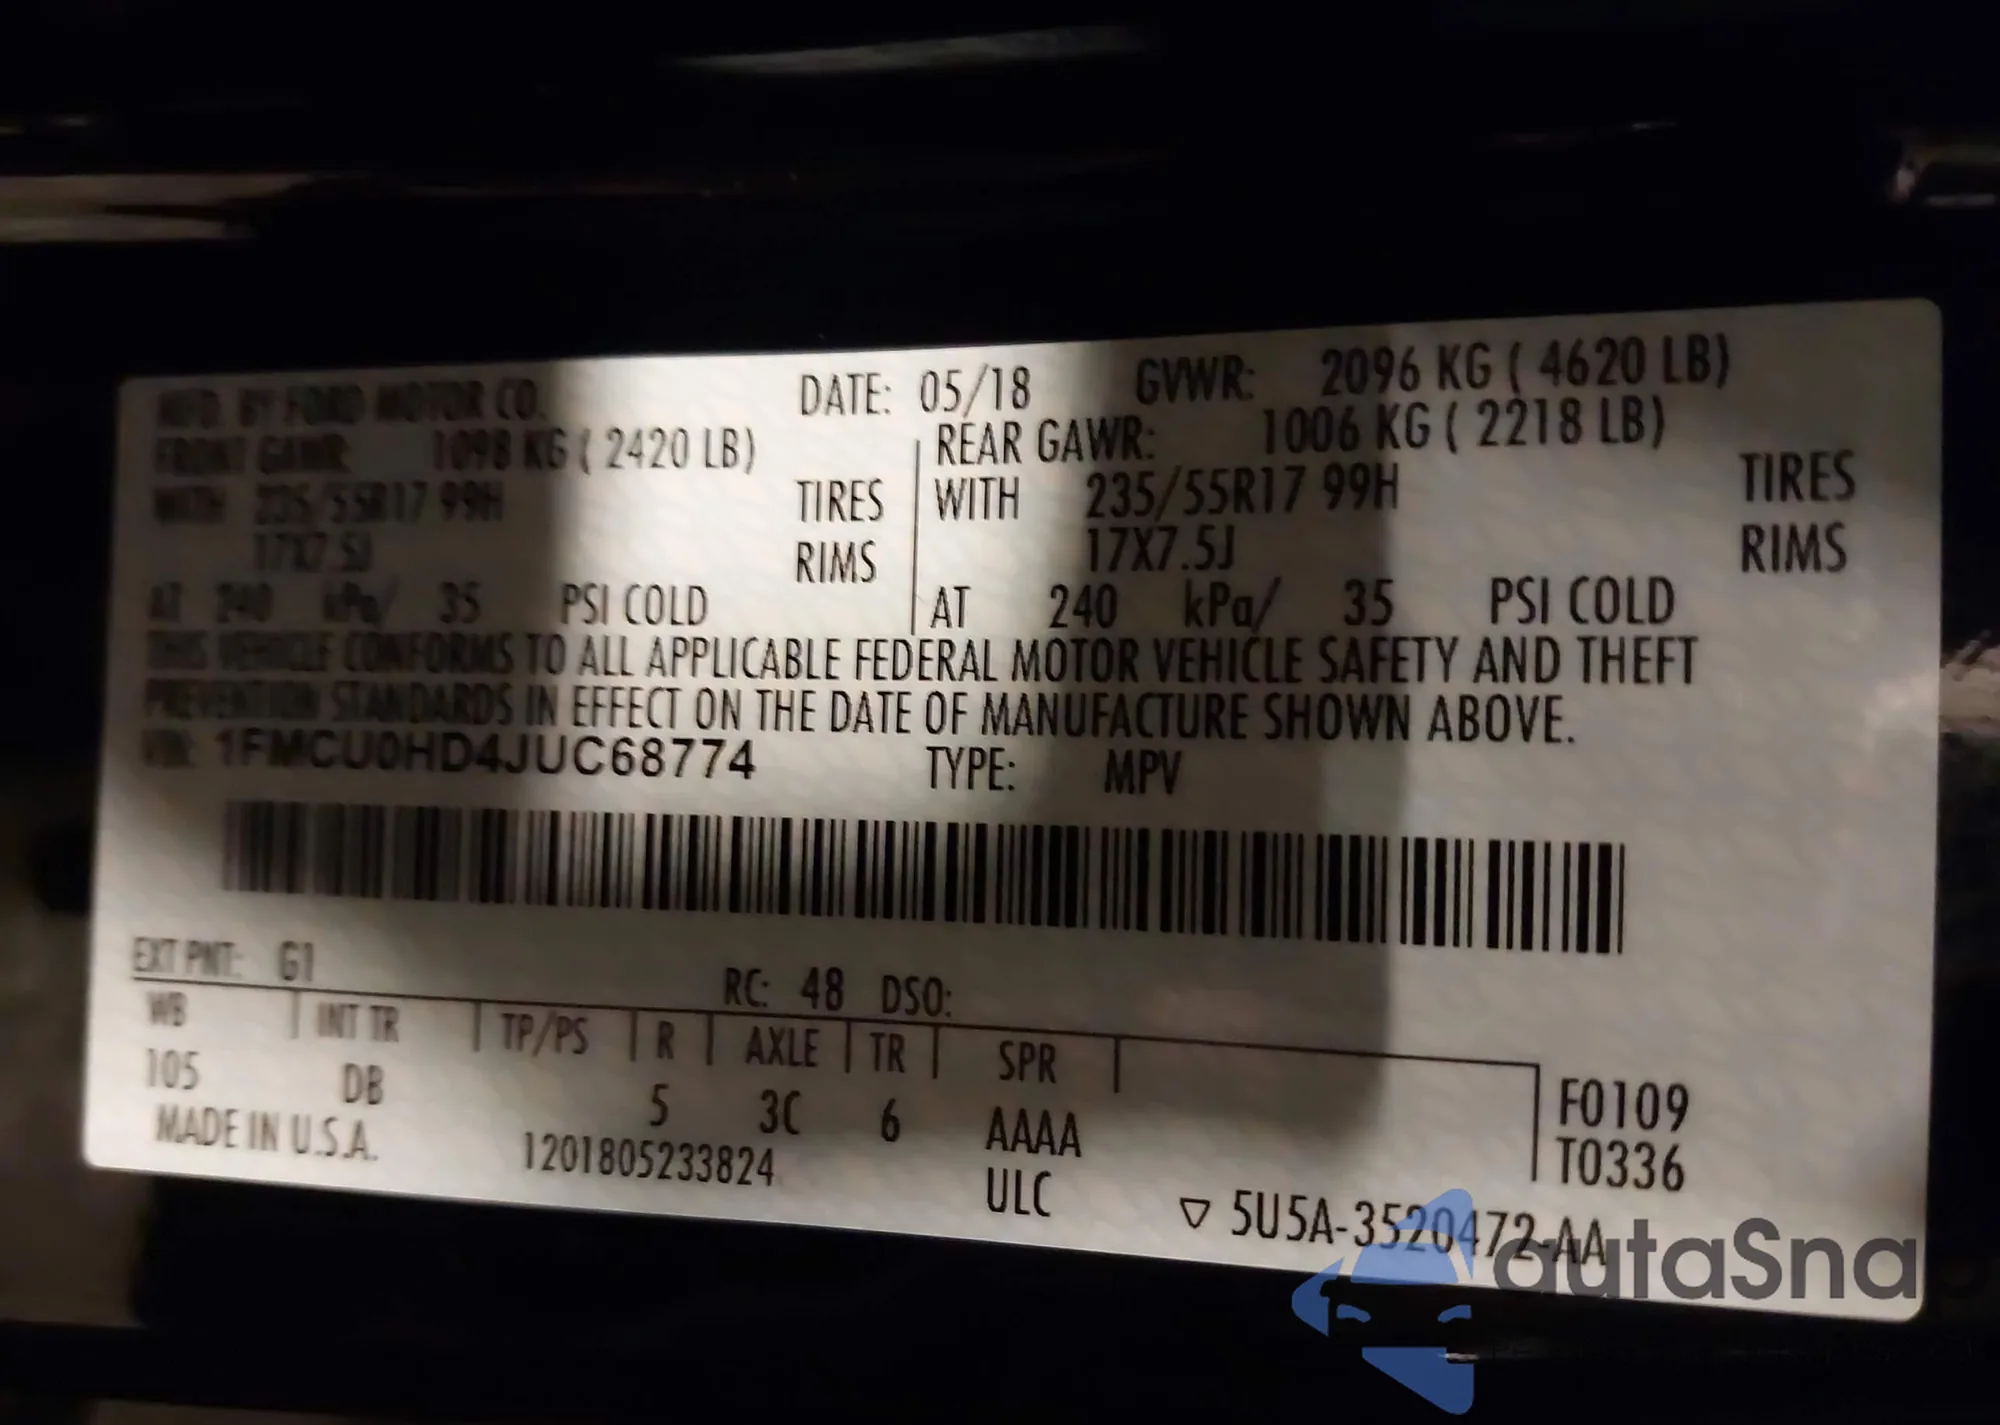 MFD. BY FORD MOTOR CO. DATE: 05/18 GVWR: 2096 KG ( 4620 LB)
FRONT GAWR: 1098 KG ( 2420 LB) REAR GAWR: 1006 KG ( 2218 LB)
WITH 235/55R17 99H TIRES WITH 235/55R17 99H TIRES
17X7.5J RIMS 17X7.5J RIMS
AT 240 kPa/ 35 PSI COLD AT 240 kPa/ 35 PSI COLD
THIS VEHICLE CONFORMS TO ALL APPLICABLE FEDERAL MOTOR VEHICLE SAFETY AND THEFT
PREVENTION STANDARDS IN EFFECT ON THE DATE OF MANUFACTURE SHOWN ABOVE.
VIN: 1FMCU0HD4JUC68774 TYPE: MPV
EXT PNT: G1 RC: 48 DSO:
WB INT TR TP/PS R AXLE TR SPR
105 DB 5 3C 6 AAAA F0109
MADE IN U.S.A. 1201805233824 ULC T0336
▽ 5U5A-3520472-AA
autaSna